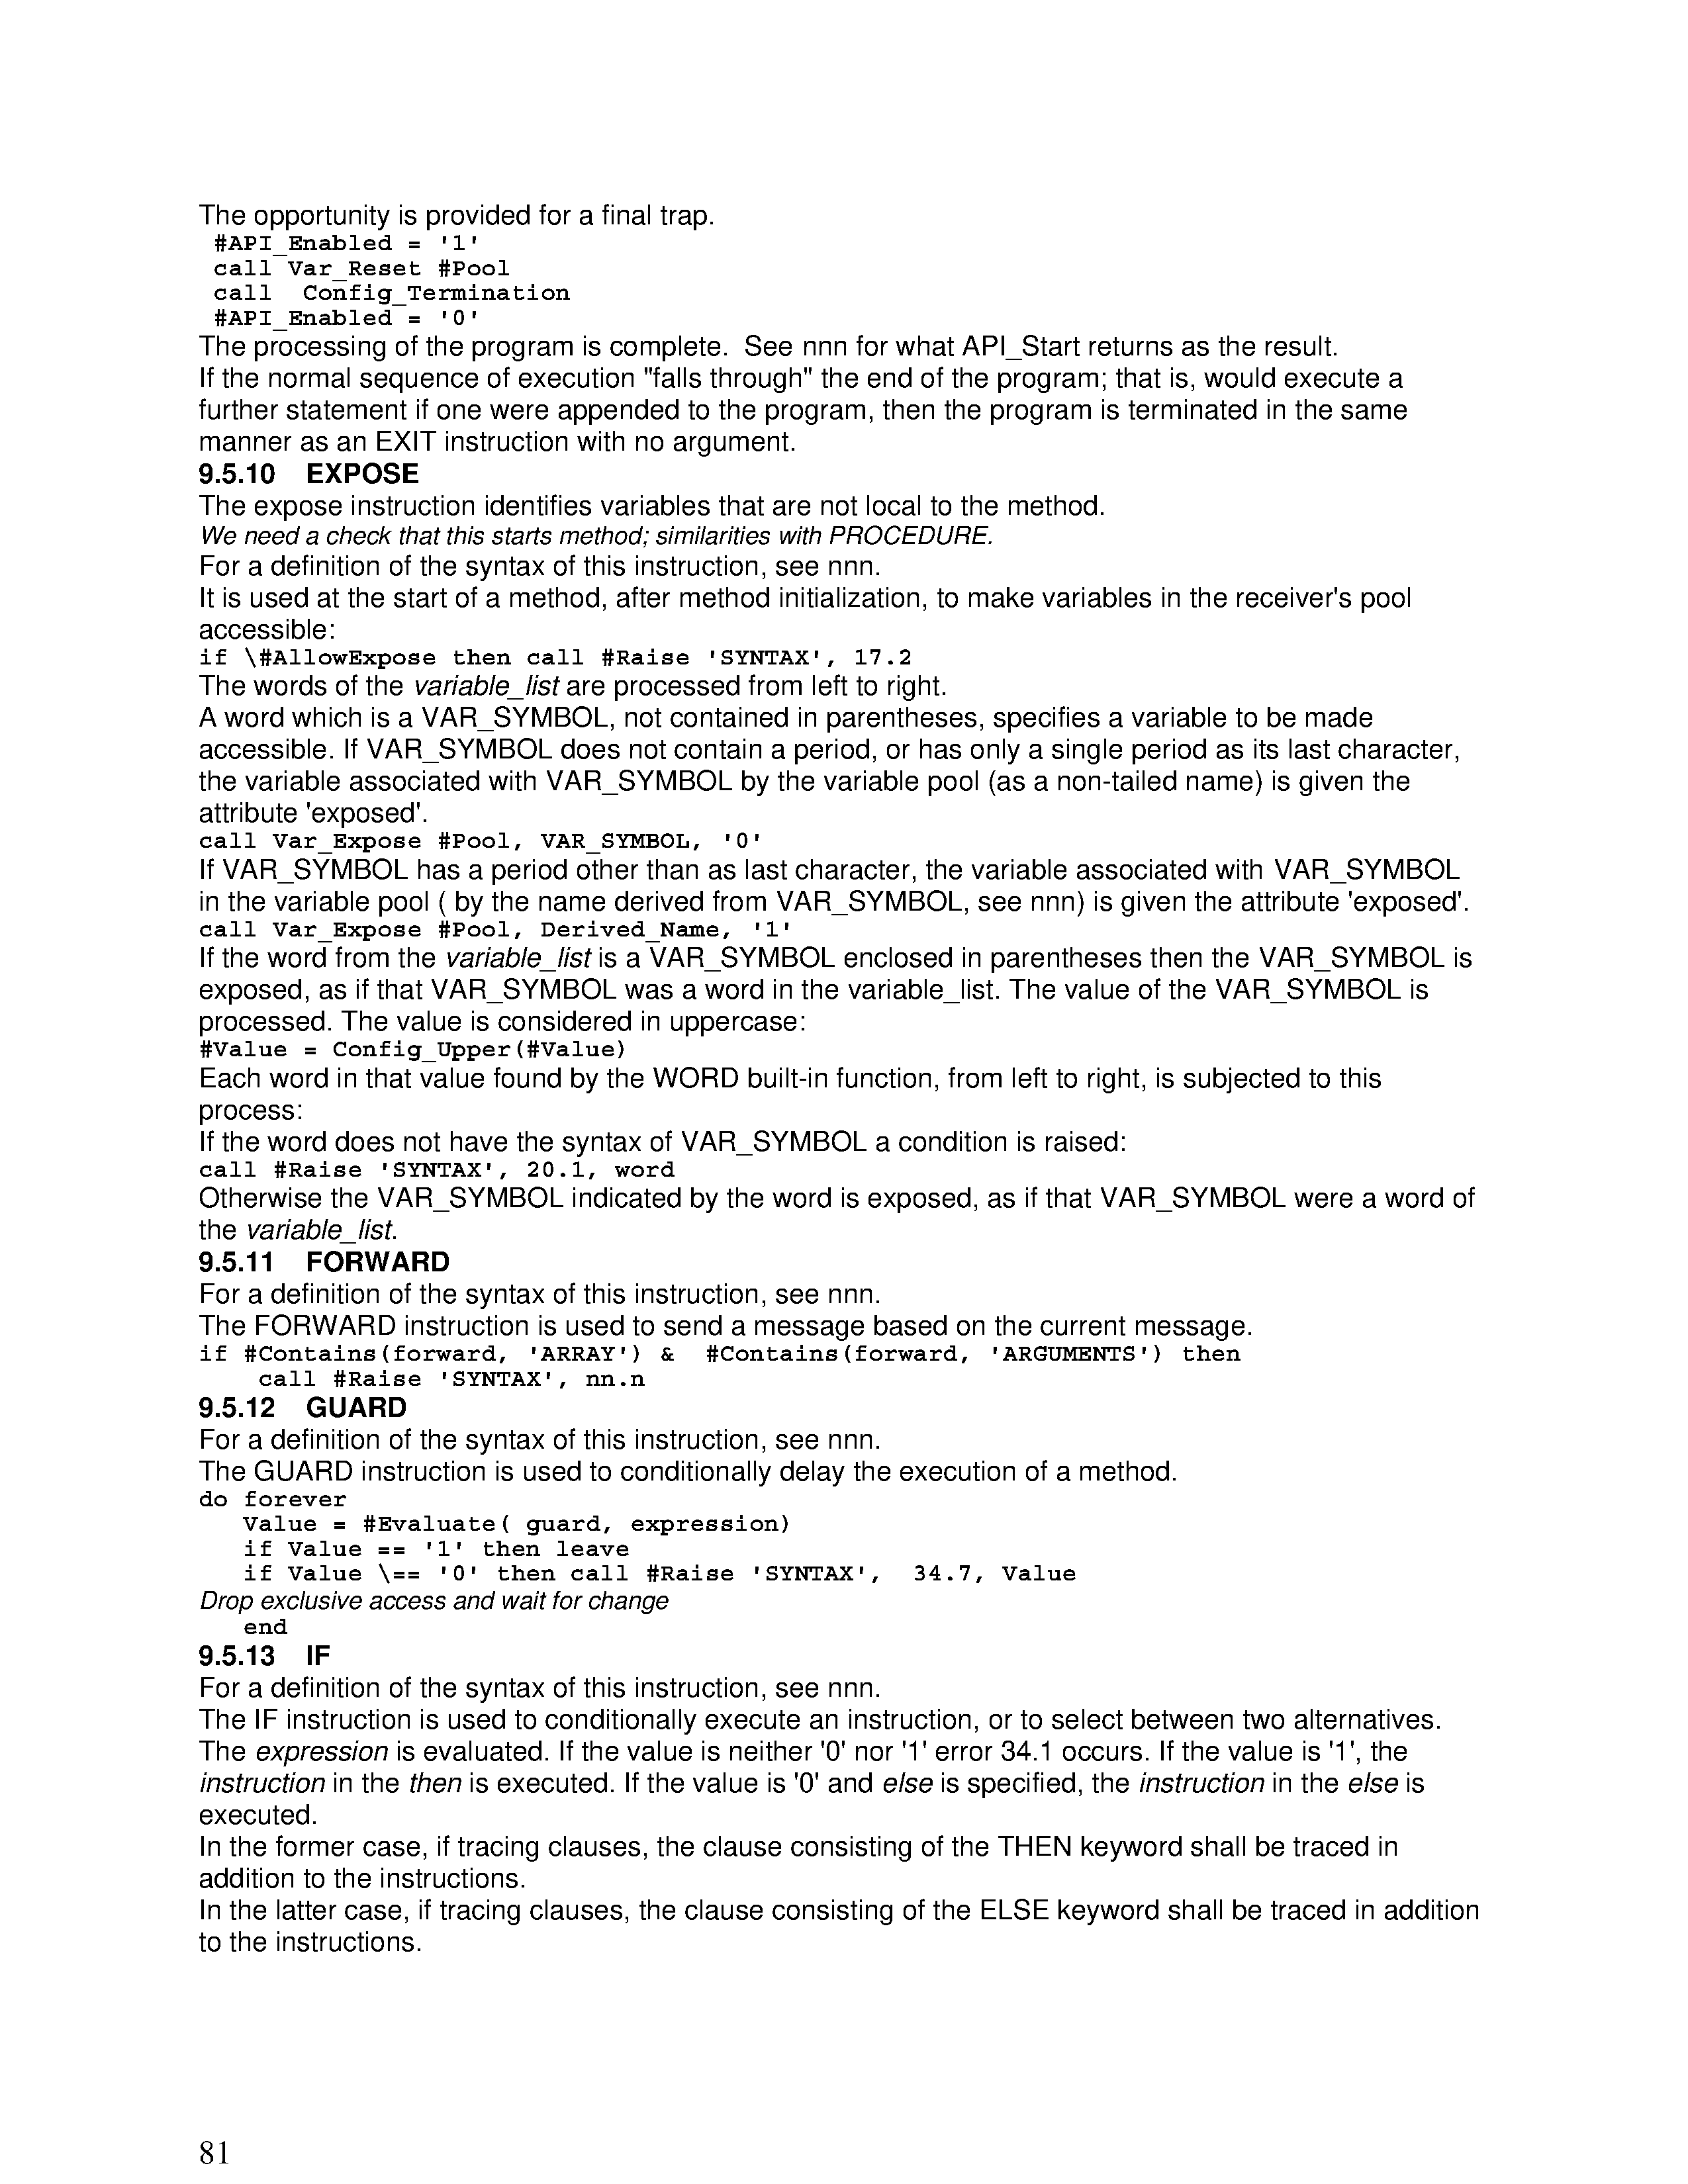 The opportunity is provided for a final trap.
#API_Enabled = '1'
call Var_Reset #Pool
call  Config_Termination
#API_Enabled = '0'
The processing of the program is complete.  See nnn for what API_Start returns as the result.
If the normal sequence of execution "falls through" the end of the program; that is, would execute a
further statement if one were appended to the program, then the program is terminated in the same
manner as an EXIT instruction with no argument.
9.5.10   EXPOSE
The expose instruction identifies variables that are not local to the method.
We need a check that this starts method; similarities with PROCEDURE.
For a definition of the syntax of this instruction, see nnn.
It is used at the start of a method, after method initialization, to make variables in the receiver's pool
accessible:
if \#AllowExpose then call #Raise 'SYNTAX', 17.2
The words of the variable_list are processed from left to right.
A word which is a VAR_SYMBOL, not contained in parentheses, specifies a variable to be made
accessible. If VAR_SYMBOL does not contain a period, or has only a single period as its last character,
the variable associated with VAR_SYMBOL by the variable pool (as a non-tailed name) is given the
attribute 'exposed'.
call Var_Expose #Pool, VAR_SYMBOL, '0'
If VAR_SYMBOL has a period other than as last character, the variable associated with VAR_SYMBOL
in the variable pool ( by the name derived from VAR_SYMBOL, see nnn) is given the attribute 'exposed'.
call Var_Expose #Pool, Derived_Name, '1'
If the word from the variable_list is a VAR_SYMBOL enclosed in parentheses then the VAR_SYMBOL is
exposed, as if that VAR_SYMBOL was a word in the variable_list. The value of the VAR_SYMBOL is
processed. The value is considered in uppercase:
#Value = Config_Upper(#Value)
Each word in that value found by the WORD built-in function, from left to right, is subjected to this
process:
If the word does not have the syntax of VAR_SYMBOL a condition is raised:
call #Raise 'SYNTAX', 20.1, word
Otherwise the VAR_SYMBOL indicated by the word is exposed, as if that VAR_SYMBOL were a word of
the variable_list.
9.5.11   FORWARD
For a definition of the syntax of this instruction, see nnn.
The FORWARD instruction is used to send a message based on the current message.
if #Contains(forward, 'ARRAY') &  #Contains(forward, 'ARGUMENTS') then
    call #Raise 'SYNTAX', nn.n
9.5.12   GUARD
For a definition of the syntax of this instruction, see nnn.
The GUARD instruction is used to conditionally delay the execution of a method.
do forever
   Value = #Evaluate( guard, expression)
   if Value == '1' then leave
   if Value \== '0' then call #Raise 'SYNTAX',  34.7, Value
Drop exclusive access and wait for change
   end
9.5.13   IF
For a definition of the syntax of this instruction, see nnn.
The IF instruction is used to conditionally execute an instruction, or to select between two alternatives.
The expression is evaluated. If the value is neither '0' nor '1' error 34.1 occurs. If the value is '1', the
instruction in the then is executed. If the value is '0' and else is specified, the instruction in the else is
executed.
In the former case, if tracing clauses, the clause consisting of the THEN keyword shall be traced in
addition to the instructions.
In the latter case, if tracing clauses, the clause consisting of the ELSE keyword shall be traced in addition
to the instructions.
81